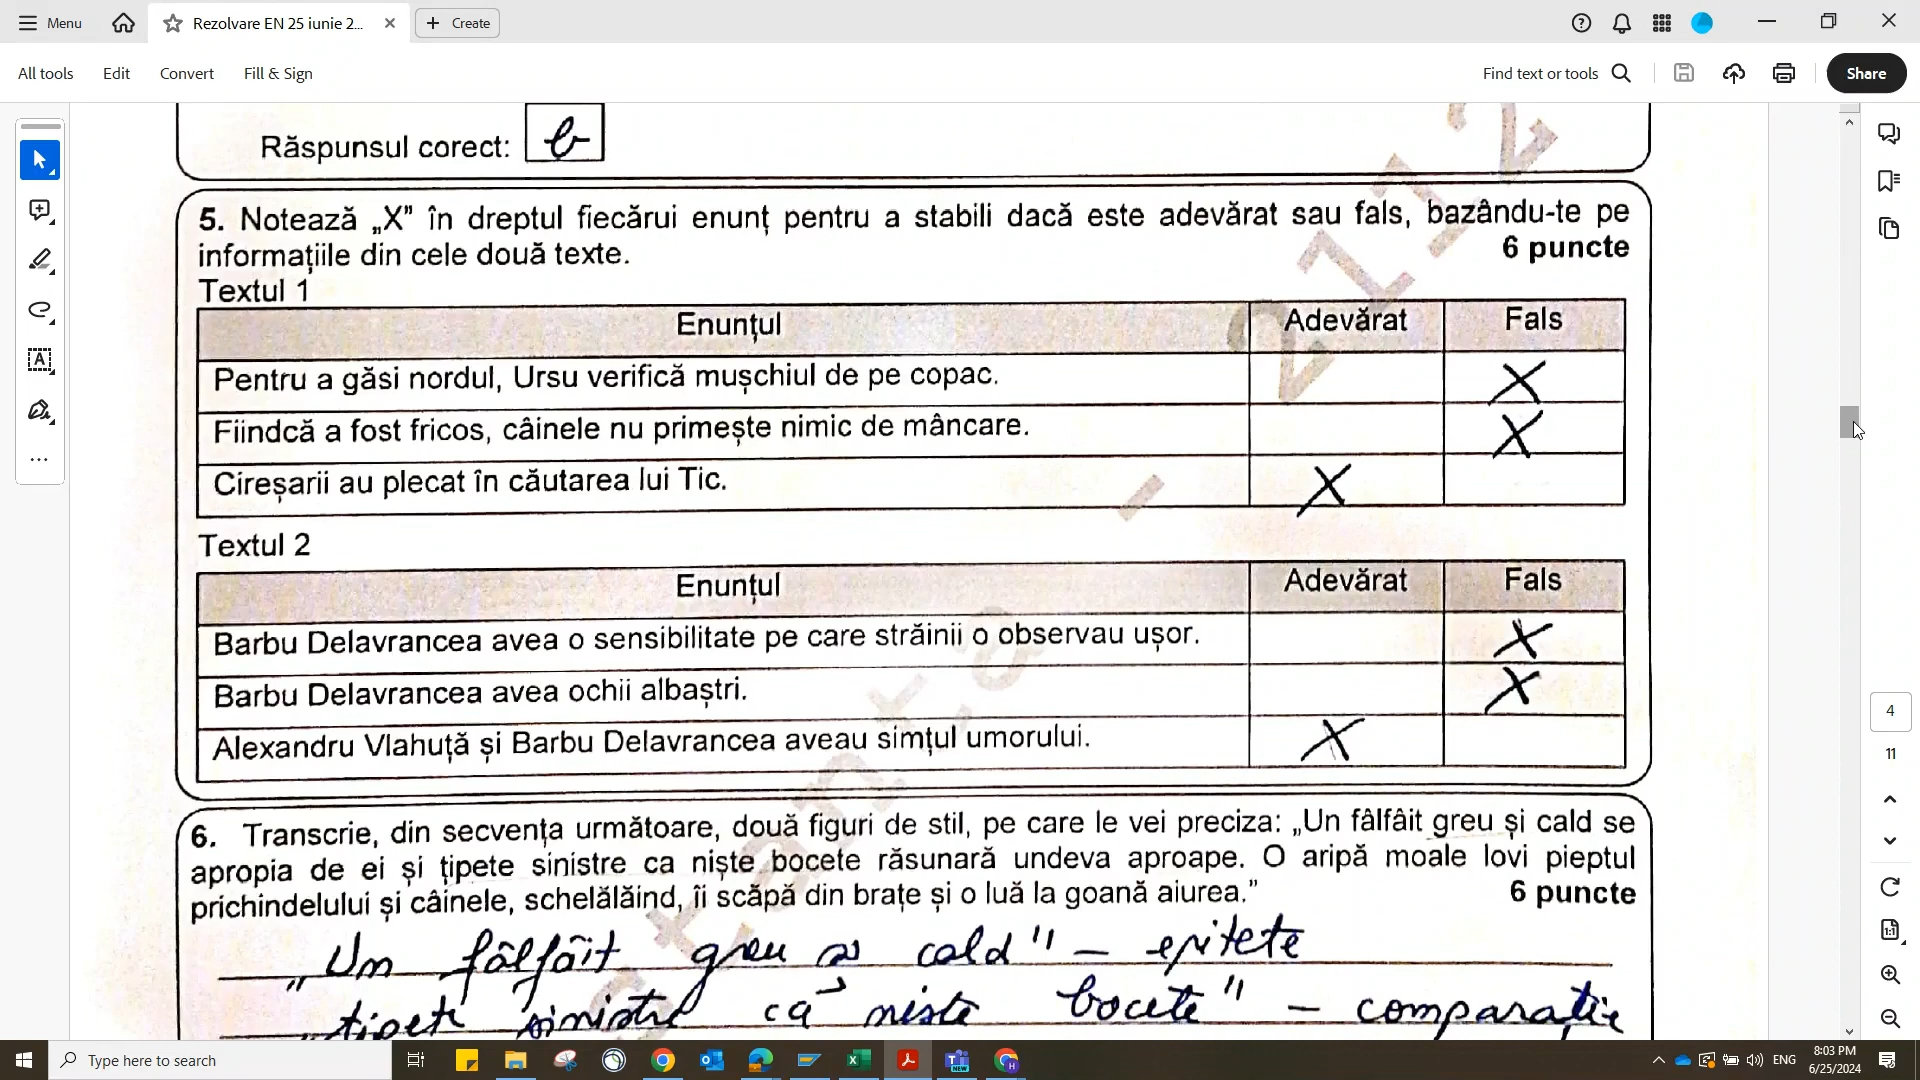 Menu
Rezolvare EN 25 iunie 2...
Create
All tools
Edit
Convert
Fill & Sign
Find text or tools
Share
Răspunsul corect: b
5. Notează „X” în dreptul fiecărui enunț pentru a stabili dacă este adevărat sau fals, bazându-te pe
informațiile din cele două texte. 6 puncte
Textul 1
Enunțul Adevărat Fals
Pentru a găsi nordul, Ursu verifică mușchiul de pe copac. X
Fiindcă a fost fricos, câinele nu primește nimic de mâncare. X
Cireșarii au plecat în căutarea lui Tic. X
Textul 2
Enunțul Adevărat Fals
Barbu Delavrancea avea o sensibilitate pe care străinii o observau ușor. X
Barbu Delavrancea avea ochii albaștri. X
Alexandru Vlahuță și Barbu Delavrancea aveau simțul umorului. X
6. Transcrie, din secvența următoare, două figuri de stil, pe care le vei preciza: „Un fâlfâit greu și cald se
apropia de ei și țipete sinistre ca niște bocete răsunară undeva aproape. O aripă moale lovi pieptul
prichindelului și câinele, schelălăind, îi scăpă din brațe și o luă la goană aiurea.” 6 puncte
„Un fâlfâit greu și cald" – epitete
„țipete sinistre ca niște bocete" – comparație
4
11
1:1
Type here to search
ENG
8:03 PM
6/25/2024